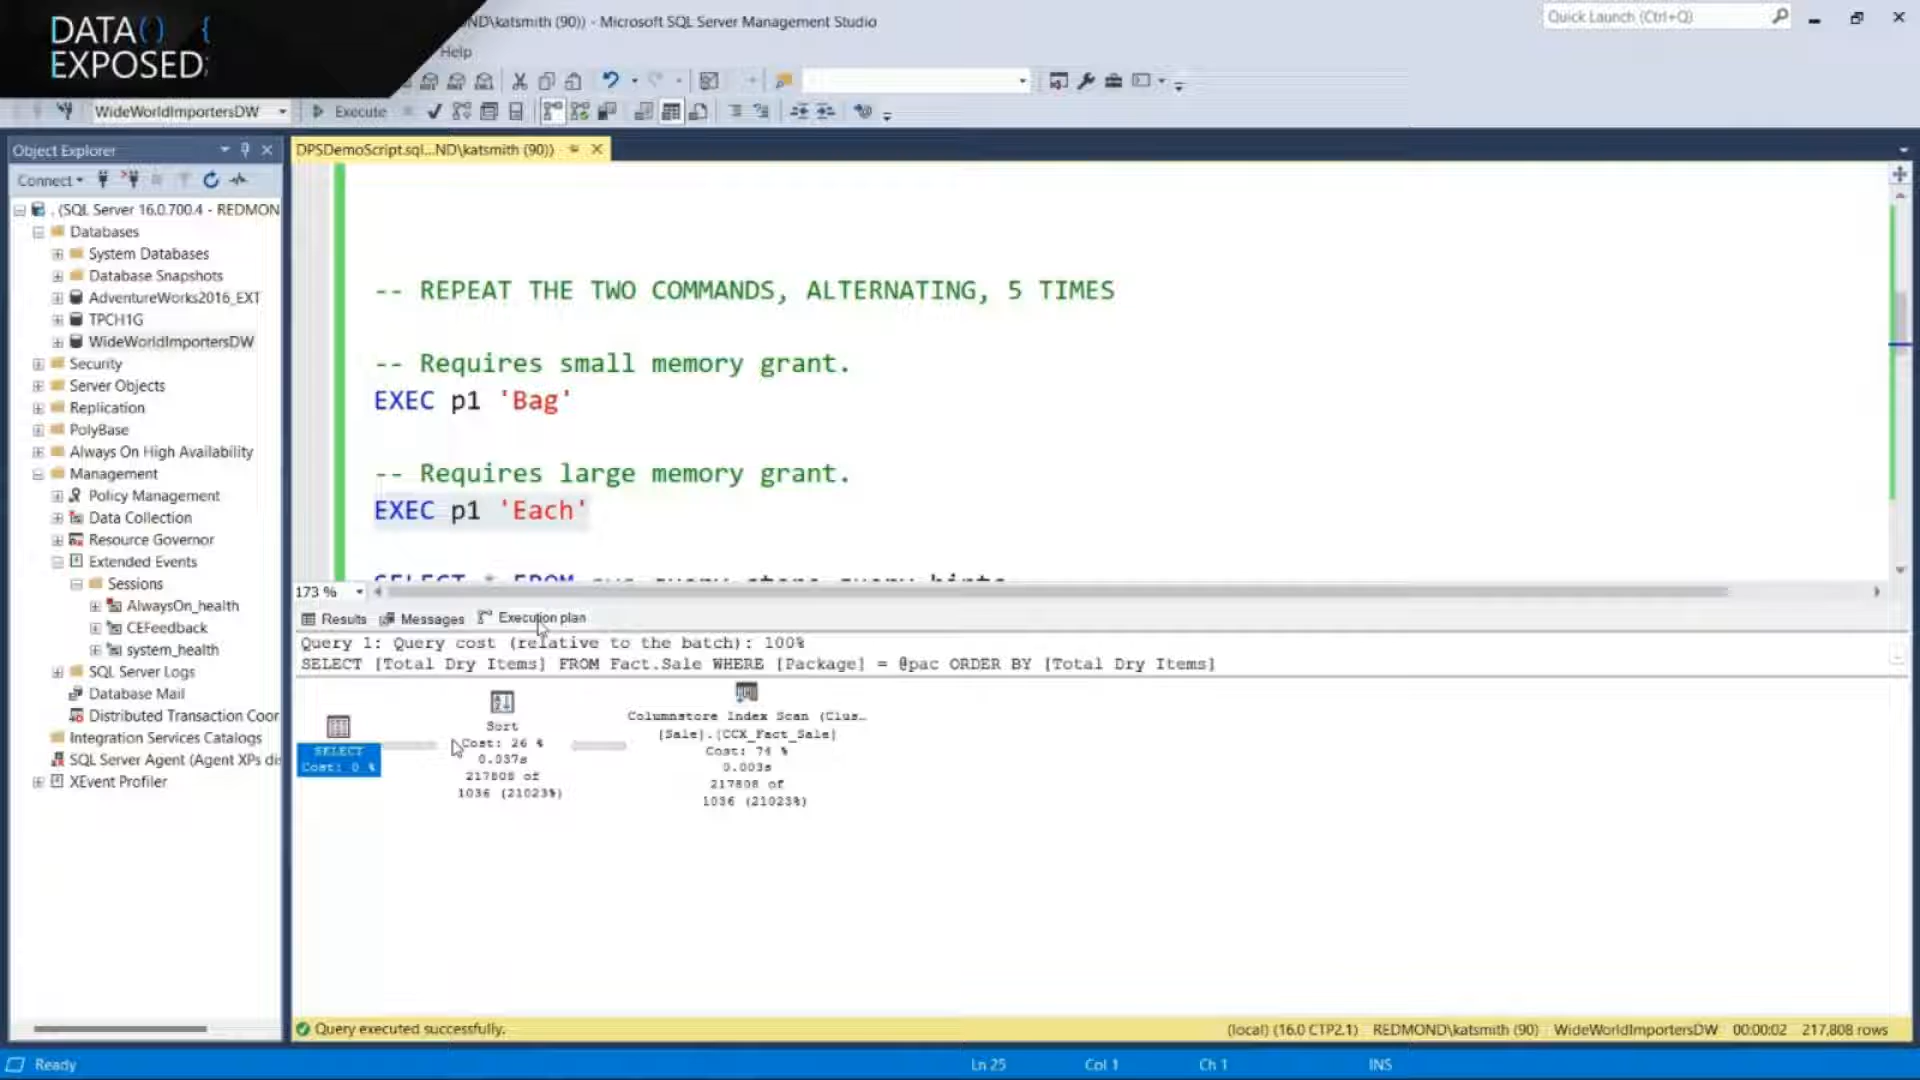 DATA() {
EXPOSED;
ND\katsmith (90)) - Microsoft SQL Server Management Studio
Quick Launch (Ctrl+Q)
Help
WideWorldImportersDW
Execute
Object Explorer
DPSDemoScript.sql...ND\katsmith (90))
Connect
. (SQL Server 16.0.700.4 - REDMON
Databases
System Databases
Database Snapshots
AdventureWorks2016_EXT
TPCH1G
WideWorldImportersDW
Security
Server Objects
Replication
PolyBase
Always On High Availability
Management
Policy Management
Data Collection
Resource Governor
Extended Events
Sessions
AlwaysOn_health
CEFeedback
system_health
SQL Server Logs
Database Mail
Distributed Transaction Coor
Integration Services Catalogs
SQL Server Agent (Agent XPs di
XEvent Profiler
-- REPEAT THE TWO COMMANDS, ALTERNATING, 5 TIMES
-- Requires small memory grant.
EXEC p1 'Bag'
-- Requires large memory grant.
EXEC p1 'Each'
SELECT * FROM sys.query_store_query_hints
173 %
Results
Messages
Execution plan
Query 1: Query cost (relative to the batch): 100%
SELECT [Total Dry Items] FROM Fact.Sale WHERE [Package] = @pac ORDER BY [Total Dry Items]
SELECT
Cost: 0 %
Sort
Cost: 26 %
0.037s
217808 of
1036 (21023%)
Columnstore Index Scan (Clus…
[Sale].[CCX_Fact_Sale]
Cost: 74 %
0.003s
217808 of
1036 (21023%)
Query executed successfully.
(local) (16.0 CTP2.1)
REDMOND\katsmith (90)
WideWorldImportersDW
00:00:02
217,808 rows
Ready
Ln 25
Col 1
Ch 1
INS